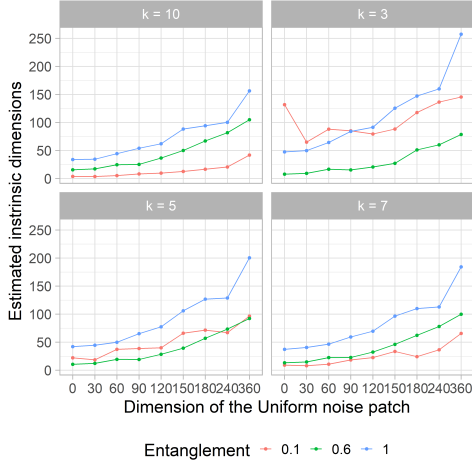 k = 10
k = 3
250
200
150
100
50
0
k = 5
k = 7
250
200
150
100
50
0
Estimated instrinsic dimensions
0 30 60 90 120 150 180 240 360
0 30 60 90 120 150 180 240 360
Dimension of the Uniform noise patch
Entanglement 0.1 0.6 1